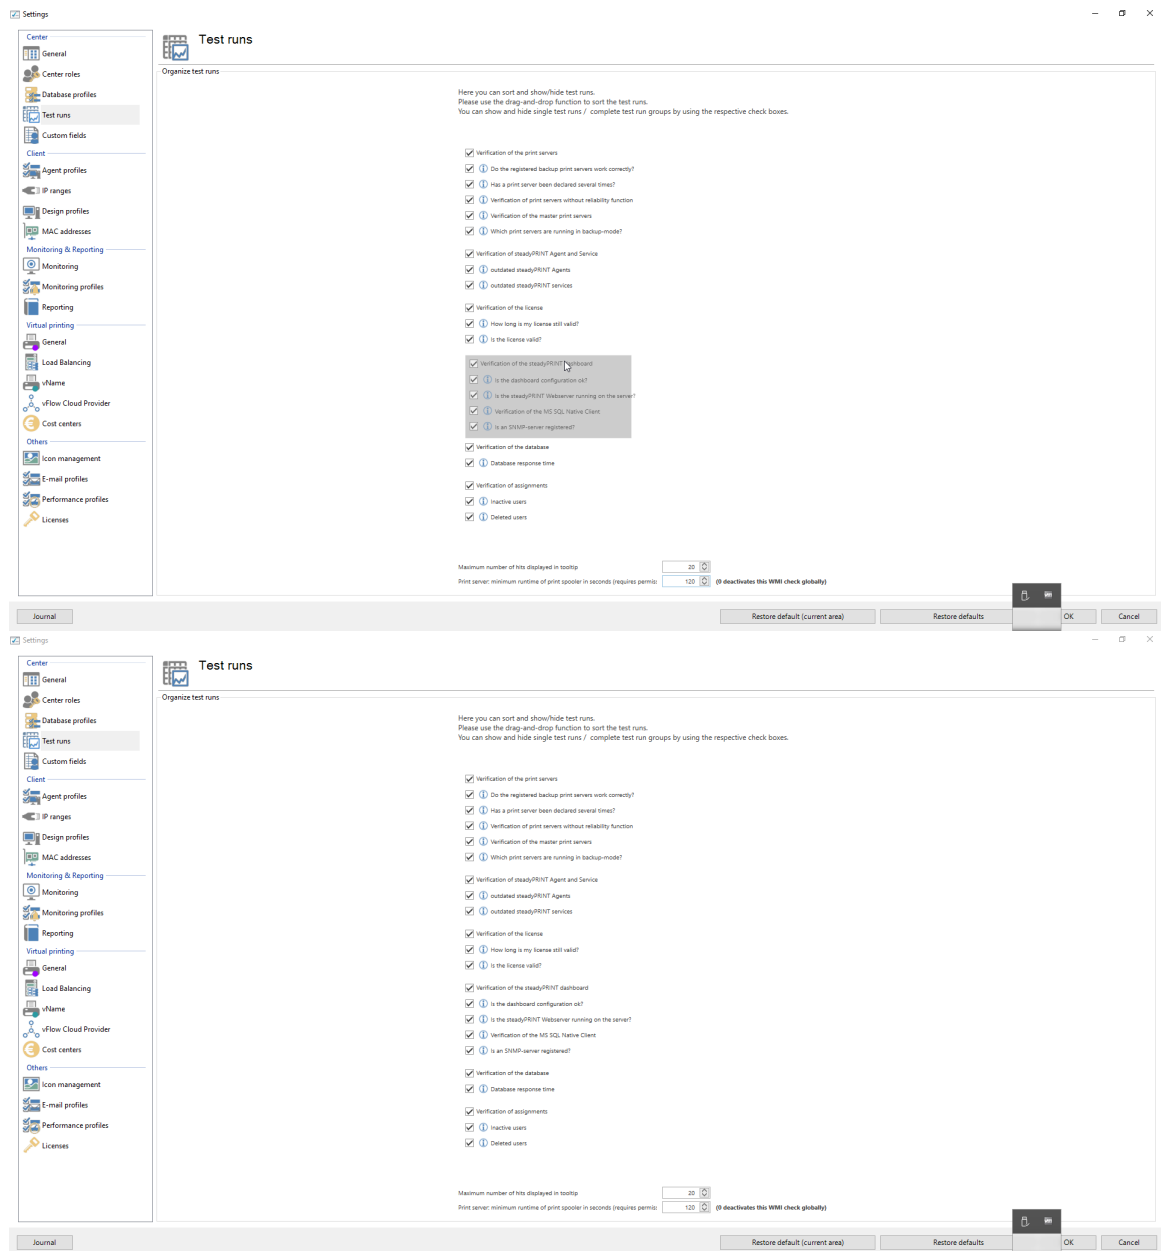 Settings
Center
General
Center roles
Database profiles
Test runs
Custom fields
Client
Agent profiles
IP ranges
Design profiles
MAC addresses
Monitoring & Reporting
Monitoring
Monitoring profiles
Reporting
Virtual printing
General
Load Balancing
vName
vFlow Cloud Provider
Cost centers
Others
Icon management
E-mail profiles
Performance profiles
Licenses
Test runs
Organize test runs
Here you can sort and show/hide test runs.
Please use the drag-and-drop function to sort the test runs.
You can show and hide single test runs / complete test run groups by using the respective check boxes.
Verification of the print servers
Do the registered backup print servers work correctly?
Has a print server been declared several times?
Verification of print servers without reliability function
Verification of the master print servers
Which print servers are running in backup-mode?
Verification of steadyPRINT Agent and Service
outdated steadyPRINT Agents
outdated steadyPRINT services
Verification of the license
How long is my license still valid?
Is the license valid?
Verification of the steadyPRINT dashboard
Is the dashboard configuration ok?
Is the steadyPRINT Webserver running on the server?
Verification of the MS SQL Native Client
Is an SNMP-server registered?
Verification of the database
Database response time
Verification of assignments
Inactive users
Deleted users
Maximum number of hits displayed in tooltip 20
Print server: minimum runtime of print spooler in seconds (requires permis: 120 (0 deactivates this WMI check globally)
Journal Restore default (current area) Restore defaults OK Cancel
Settings
Center
General
Center roles
Database profiles
Test runs
Custom fields
Client
Agent profiles
IP ranges
Design profiles
MAC addresses
Monitoring & Reporting
Monitoring
Monitoring profiles
Reporting
Virtual printing
General
Load Balancing
vName
vFlow Cloud Provider
Cost centers
Others
Icon management
E-mail profiles
Performance profiles
Licenses
Test runs
Organize test runs
Here you can sort and show/hide test runs.
Please use the drag-and-drop function to sort the test runs.
You can show and hide single test runs / complete test run groups by using the respective check boxes.
Verification of the print servers
Do the registered backup print servers work correctly?
Has a print server been declared several times?
Verification of print servers without reliability function
Verification of the master print servers
Which print servers are running in backup-mode?
Verification of steadyPRINT Agent and Service
outdated steadyPRINT Agents
outdated steadyPRINT services
Verification of the license
How long is my license still valid?
Is the license valid?
Verification of the steadyPRINT dashboard
Is the dashboard configuration ok?
Is the steadyPRINT Webserver running on the server?
Verification of the MS SQL Native Client
Is an SNMP-server registered?
Verification of the database
Database response time
Verification of assignments
Inactive users
Deleted users
Maximum number of hits displayed in tooltip 20
Print server: minimum runtime of print spooler in seconds (requires permis: 120 (0 deactivates this WMI check globally)
Journal Restore default (current area) Restore defaults OK Cancel